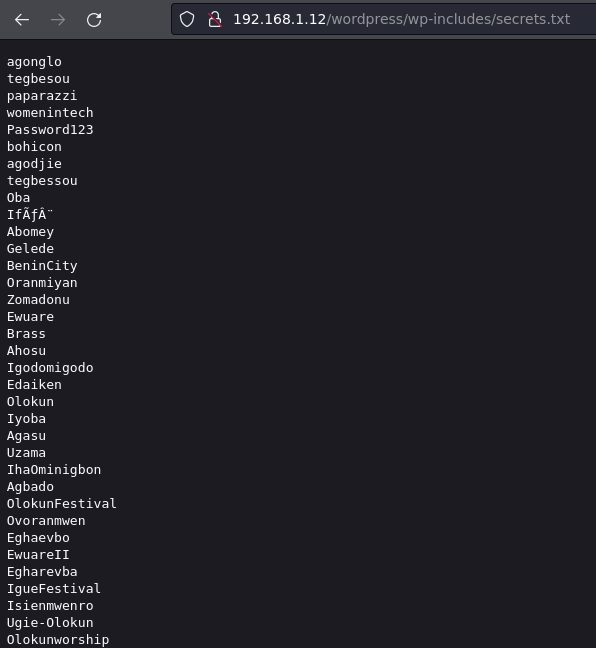 192.168.1.12/wordpress/wp-includes/secrets.txt
agonglo
tegbesou
paparazzi
womenintech
Password123
bohicon
agodjie
tegbessou
Oba
IfÃƒÂ¨
Abomey
Gelede
BeninCity
Oranmiyan
Zomadonu
Ewuare
Brass
Ahosu
Igodomigodo
Edaiken
Olokun
Iyoba
Agasu
Uzama
IhaOminigbon
Agbado
OlokunFestival
Ovoranmwen
Eghaevbo
EwuareII
Egharevba
IgueFestival
Isienmwenro
Ugie-Olokun
Olokunworship